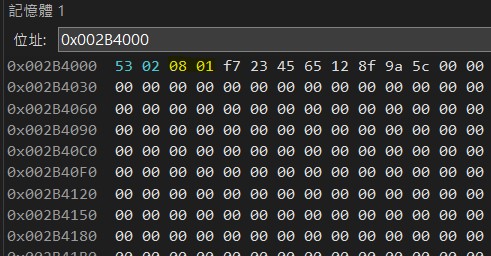 記憶體 1
位址: 0x002B4000
0x002B4000 53 02 08 01 f7 23 45 65 12 8f 9a 5c 00 00
0x002B4030 00 00 00 00 00 00 00 00 00 00 00 00 00 00
0x002B4060 00 00 00 00 00 00 00 00 00 00 00 00 00 00
0x002B4090 00 00 00 00 00 00 00 00 00 00 00 00 00 00
0x002B40C0 00 00 00 00 00 00 00 00 00 00 00 00 00 00
0x002B40F0 00 00 00 00 00 00 00 00 00 00 00 00 00 00
0x002B4120 00 00 00 00 00 00 00 00 00 00 00 00 00 00
0x002B4150 00 00 00 00 00 00 00 00 00 00 00 00 00 00
0x002B4180 00 00 00 00 00 00 00 00 00 00 00 00 00 00